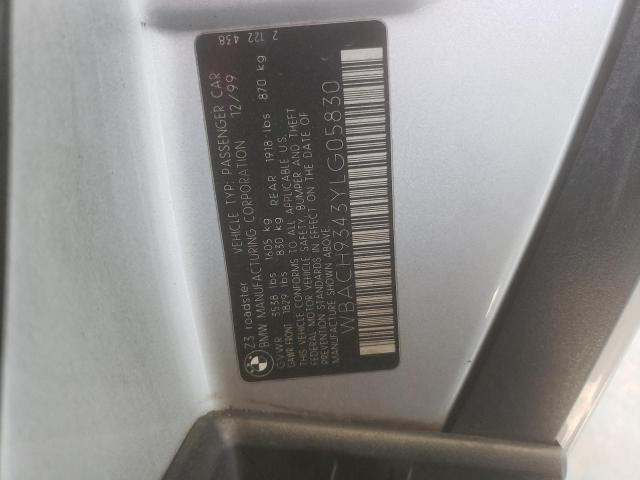 BMW
Z3 roadster VEHICLE TYP: PASSENGER CAR
BMW MANUFACTURING CORPORATION 12/99
GVWR 3538 lbs 1605 kg REAR 1918 lbs 870 kg
GAWR FRONT 1829 lbs 830 kg
THIS VEHICLE CONFORMS TO ALL APPLICABLE U.S.
FEDERAL MOTOR VEHICLE SAFETY, BUMPER AND THEFT
PREVENTION STANDARDS IN EFFECT ON THE DATE OF
MANUFACTURE SHOWN ABOVE.
WBACH9343YLG05830
2 122 438